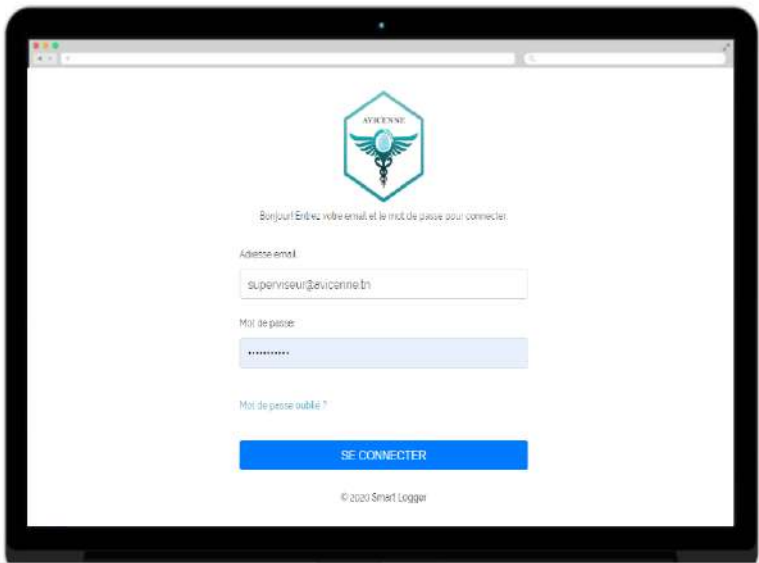 AVICENNE
Bonjour! Entrez votre email et le mot de passe pour connecter.
Adresse email
superviseur@avicenne.tn
Mot de passe
Mot de passe oublié ?
SE CONNECTER
© 2020 Smart Logger